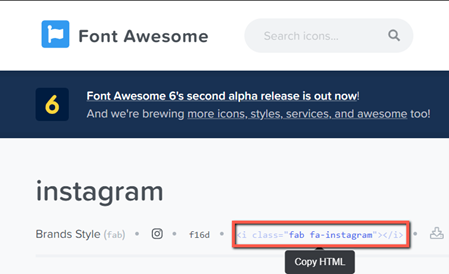 Font Awesome
Search icons...
6
Font Awesome 6's second alpha release is out now!
And we're brewing more icons, styles, services, and awesome too!
instagram
Brands Style (fab) • • f16d • <i class="fab fa-instagram"></i> •
Copy HTML